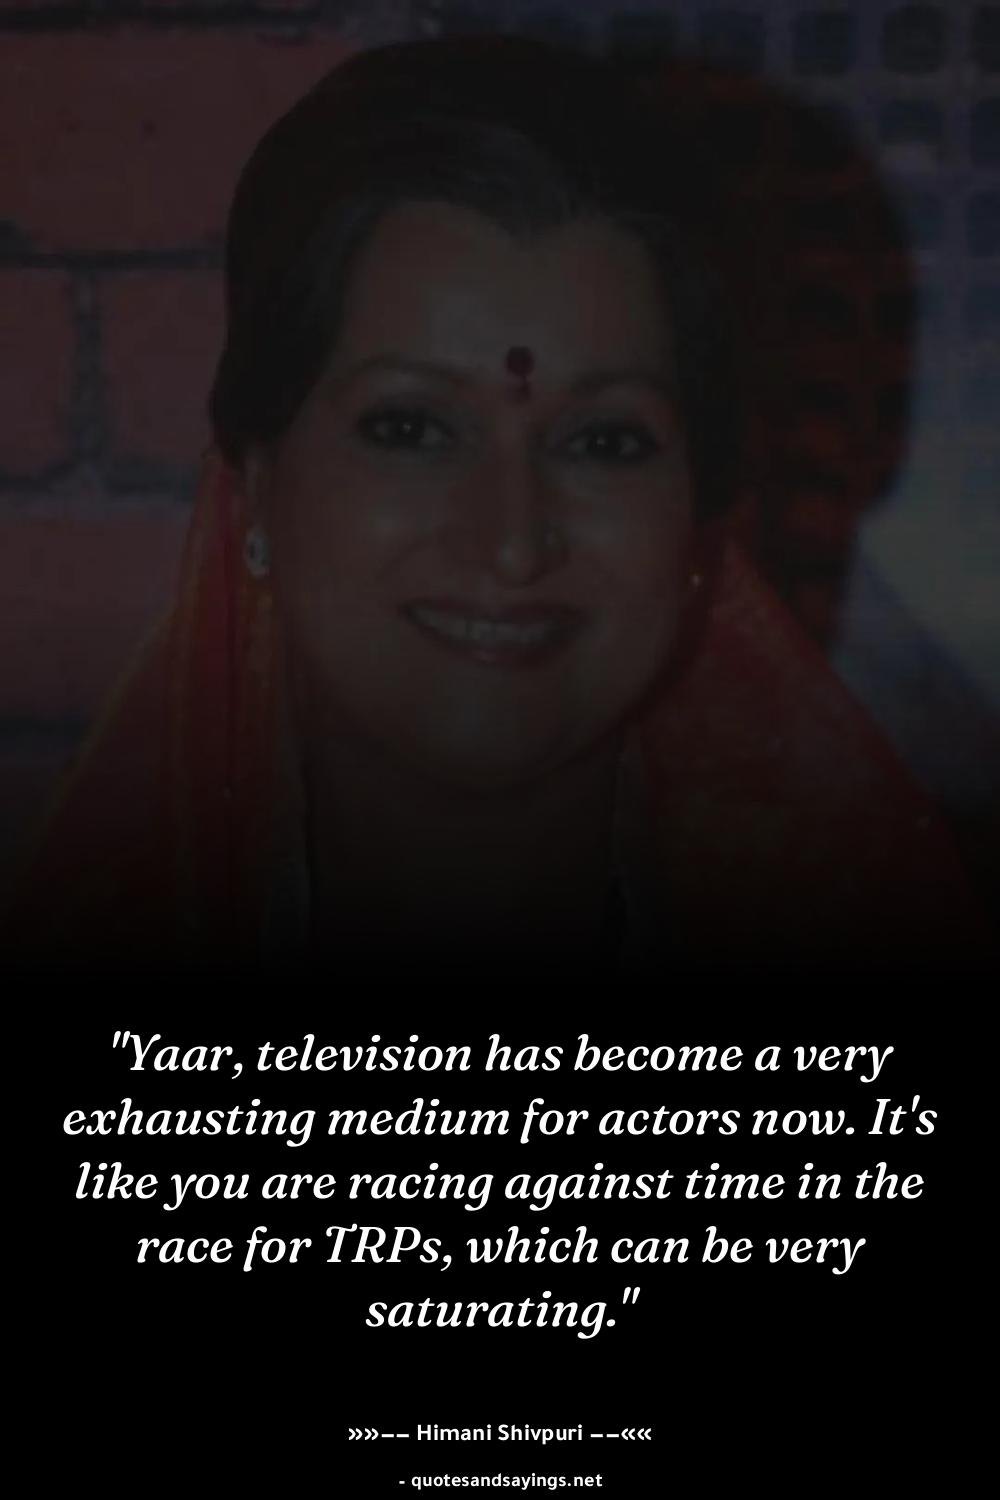 "Yaar, television has become a very
exhausting medium for actors now. It's
like you are racing against time in the
race for TRPs, which can be very
saturating."
»»–– Himani Shivpuri ––««
- quotesandsayings.net